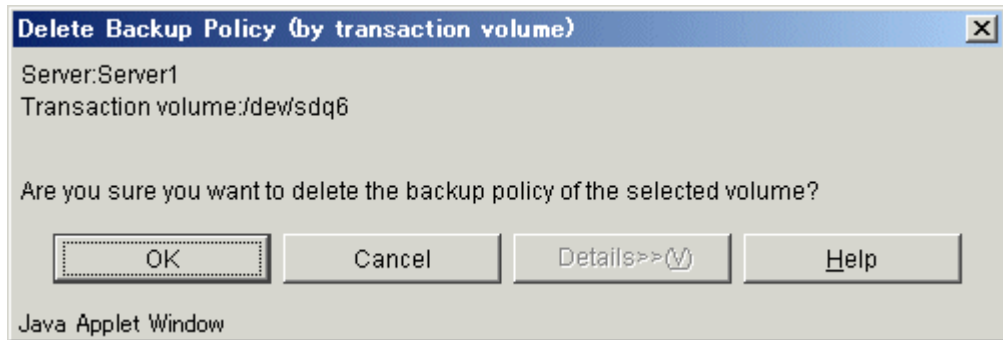 Delete Backup Policy (by transaction volume)
Server:Server1
Transaction volume:/dev/sdq6
Are you sure you want to delete the backup policy of the selected volume?
OK Cancel Details>>(V) Help
Java Applet Window